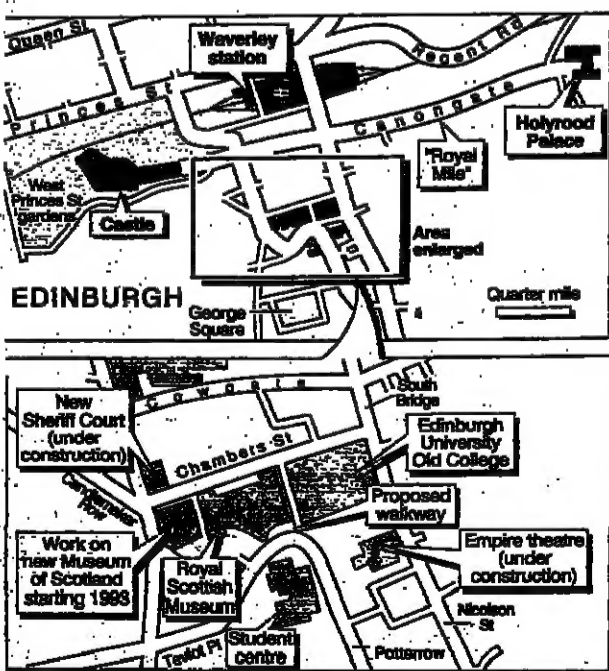 Queen St
Waverley
station
Regent Rd
Princes St
Canongate
Holyrood
Palace
"Royal
Mile"
West
Princes St
gardens
Castle
Area
enlarged
EDINBURGH
George
Square
Quarter mile
Cowgate
South
Bridge
New
Sheriff Court
(under
construction)
Chambers St
Edinburgh
University
Old College
Candlemaker
Row
Proposed
walkway
Work on
new Museum
of Scotland
starting 1993
Royal
Scottish
Museum
Empire theatre
(under
construction)
Nicolson
St
Teviot Pl
Student
centre
Potterrow